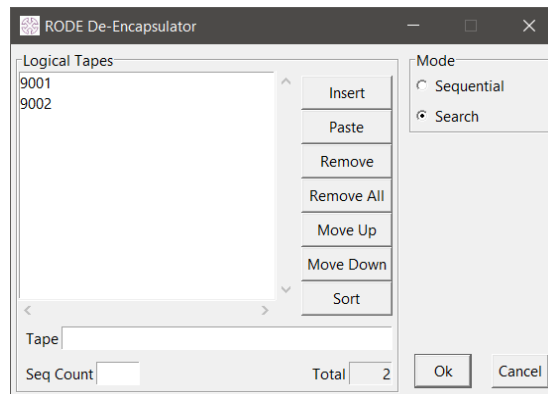 RODE De-Encapsulator
Logical Tapes
9001
9002
Insert
Paste
Remove
Remove All
Move Up
Move Down
Sort
Tape
Seq Count
Total 2
Mode
Sequential
Search
Ok
Cancel